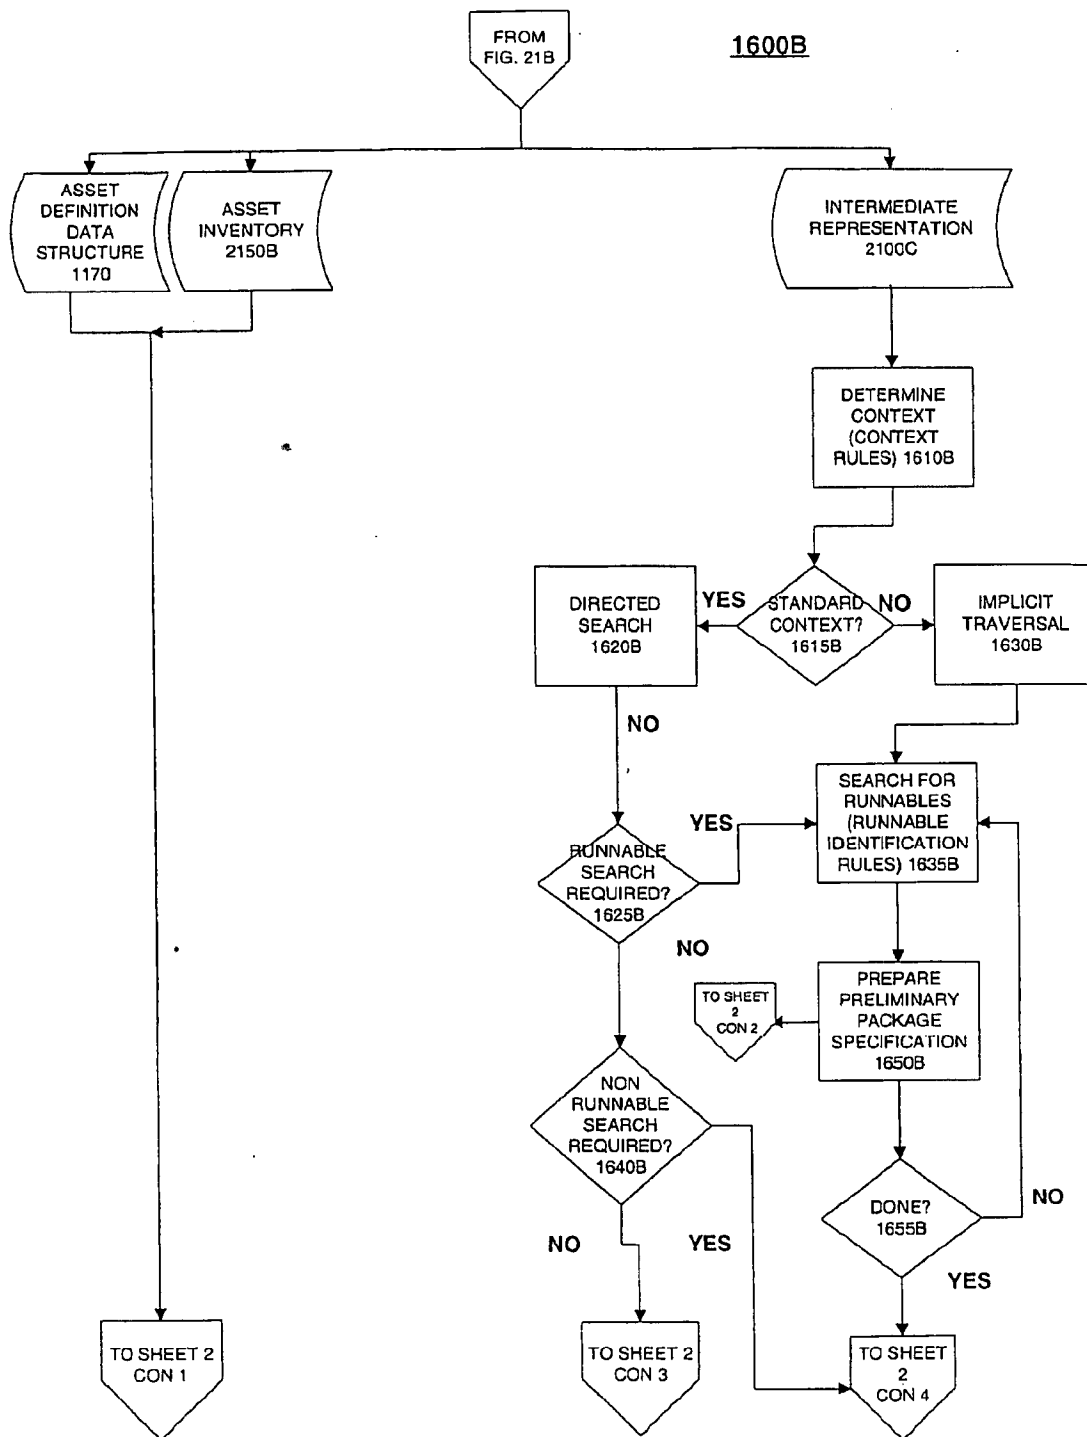 FROM
FIG. 21B
1600B
ASSET
DEFINITION
DATA
STRUCTURE
1170
ASSET
INVENTORY
2150B
INTERMEDIATE
REPRESENTATION
2100C
DETERMINE
CONTEXT
(CONTEXT
RULES) 1610B
DIRECTED
SEARCH
1620B
YES
STANDARD
CONTEXT?
1615B
NO
IMPLICIT
TRAVERSAL
1630B
NO
SEARCH FOR
RUNNABLES
(RUNNABLE
IDENTIFICATION
RULES) 1635B
YES
RUNNABLE
SEARCH
REQUIRED?
1625B
NO
TO SHEET
2
CON 2
PREPARE
PRELIMINARY
PACKAGE
SPECIFICATION
1650B
NON
RUNNABLE
SEARCH
REQUIRED?
1640B
DONE?
1655B
NO
NO
YES
YES
TO SHEET 2
CON 1
TO SHEET 2
CON 3
TO SHEET
2
CON 4